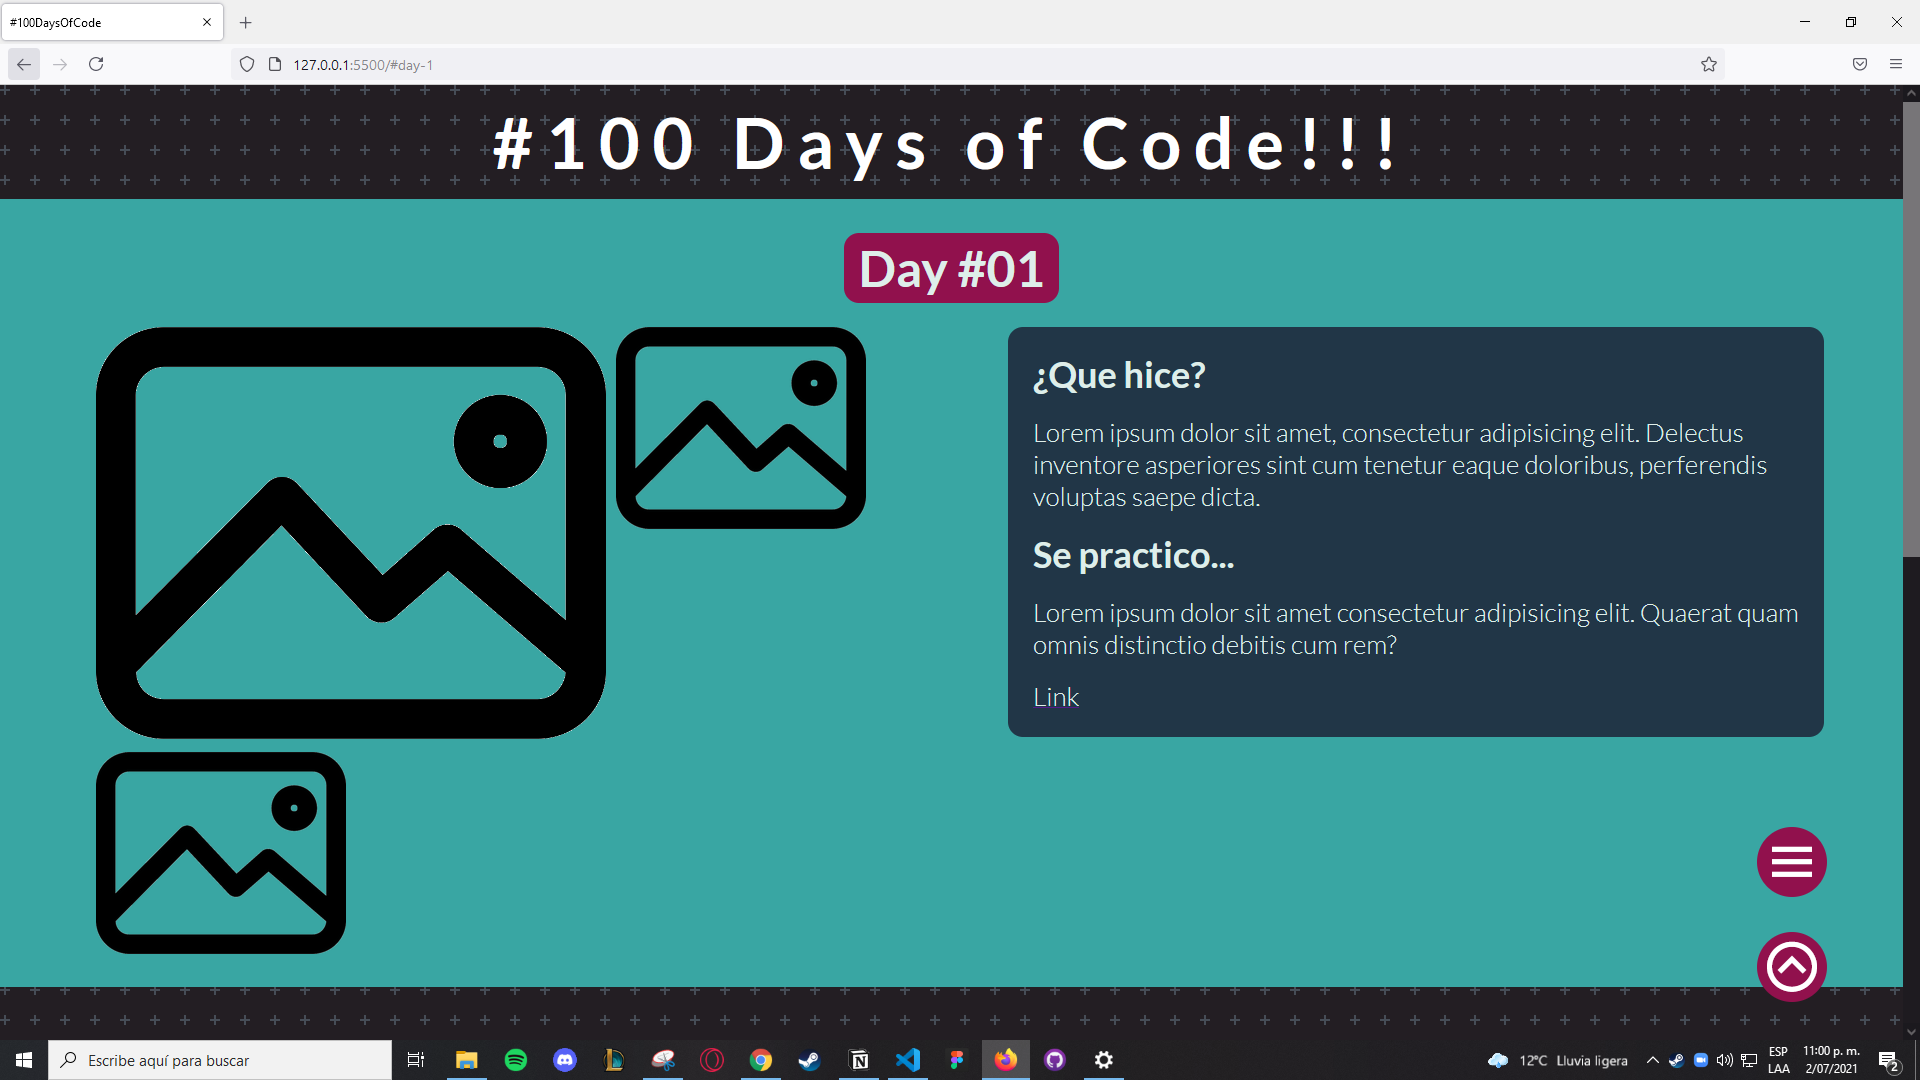 #100DaysOfCode
127.0.0.1:5500/#day-1
#100 Days of Code!!!
Day #01
¿Que hice?
Lorem ipsum dolor sit amet, consectetur adipisicing elit. Delectus
inventore asperiores sint cum tenetur eaque doloribus, perferendis
voluptas saepe dicta.
Se practico...
Lorem ipsum dolor sit amet consectetur adipisicing elit. Quaerat quam
omnis distinctio debitis cum rem?
Link
Escribe aquí para buscar
12°C Lluvia ligera
ESP
LAA
11:00 p. m.
2/07/2021
2